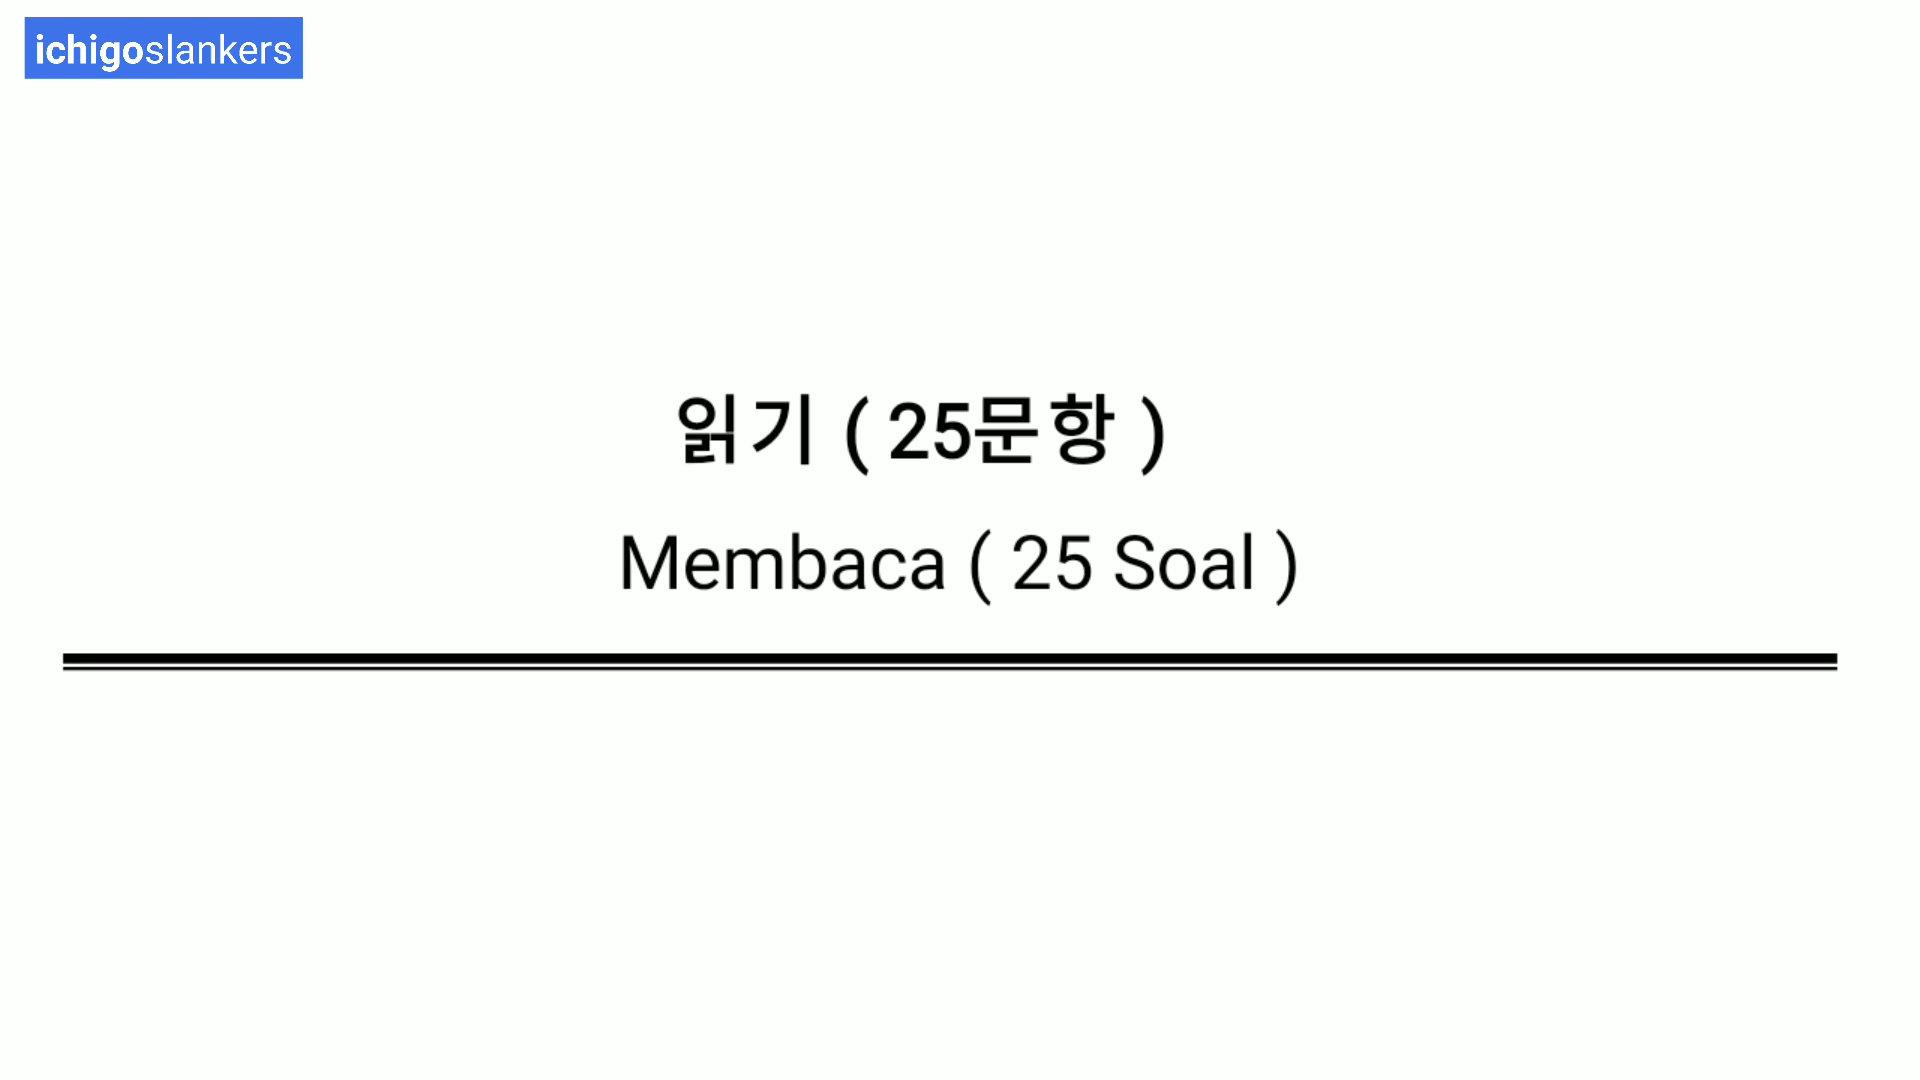 ichigoslankers
읽기 ( 25문항 )
Membaca ( 25 Soal )